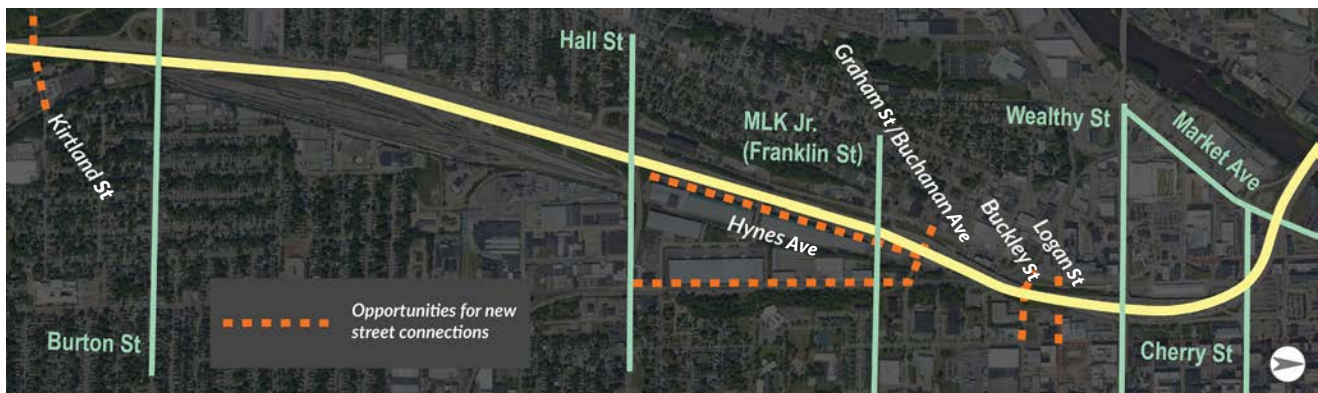 Kirtland St
Burton St
Hall St
Hynes Ave
MLK Jr.
(Franklin St)
Graham St/Buchanan Ave
Buckley St
Logan St
Wealthy St
Market Ave
Cherry St
Opportunities for new
street connections